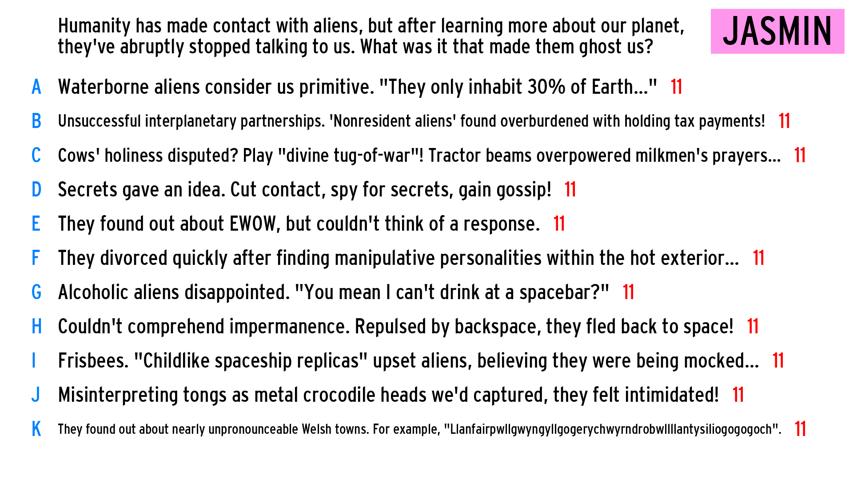 Humanity has made contact with aliens, but after learning more about our planet,
they've abruptly stopped talking to us. What was it that made them ghost us?
JASMIN
A Waterborne aliens consider us primitive. "They only inhabit 30% of Earth..." 11
B Unsuccessful interplanetary partnerships. 'Nonresident aliens' found overburdened with holding tax payments! 11
C Cows' holiness disputed? Play "divine tug-of-war"! Tractor beams overpowered milkmen's prayers... 11
D Secrets gave an idea. Cut contact, spy for secrets, gain gossip! 11
E They found out about EWOW, but couldn't think of a response. 11
F They divorced quickly after finding manipulative personalities within the hot exterior... 11
G Alcoholic aliens disappointed. "You mean I can't drink at a spacebar?" 11
H Couldn't comprehend impermanence. Repulsed by backspace, they fled back to space! 11
I Frisbees. "Childlike spaceship replicas" upset aliens, believing they were being mocked... 11
J Misinterpreting tongs as metal crocodile heads we'd captured, they felt intimidated! 11
K They found out about nearly unpronounceable Welsh towns. For example, "Llanfairpwllgwyngyllgogerychwyrndrobwllllantysiliogogogoch". 11